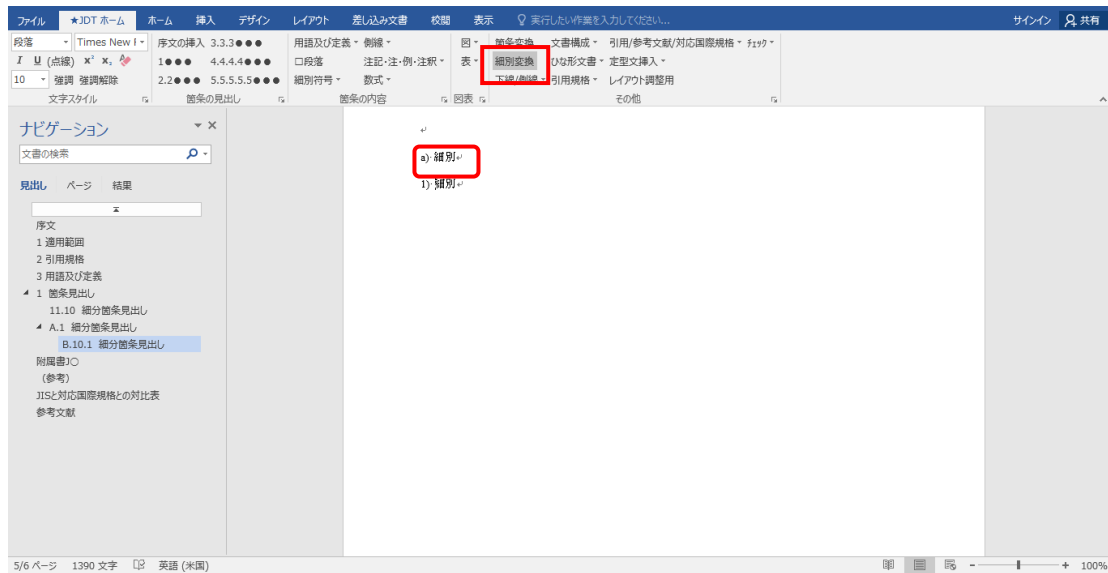 ファイル ★JDT ホーム ホーム 挿入 デザイン レイアウト 差し込み文書 校閲 表示 実行したい作業を入力してください... サインイン 共有
段落 Times New 序文の挿入 3.3.3●●● 用語及び定義 側線 図 箇条変換 文書構成 引用/参考文献/対応国際規格 チェック
I U (点線) x² x₂ 1●●● 4.4.4.4●●● 口段落 注記・注・例・注釈 表 細別変換 ひな形文書 定型文挿入
10 強調 強調解除 2.2●●● 5.5.5.5.5●●● 細別符号 数式 下線/側線 引用規格 レイアウト調整用
文字スタイル 箇条の見出し 箇条の内容 図表 その他
ナビゲーション
文書の検索
見出し ページ 結果
序文
1 適用範囲
2 引用規格
3 用語及び定義
1 箇条見出し
11.10 細分箇条見出し
A.1 細分箇条見出し
B.10.1 細分箇条見出し
附属書J〇
(参考)
JISと対応国際規格との対比表
参考文献
a) 細別
1) 細別
5/6 ページ 1390 文字 英語 (米国) 100%